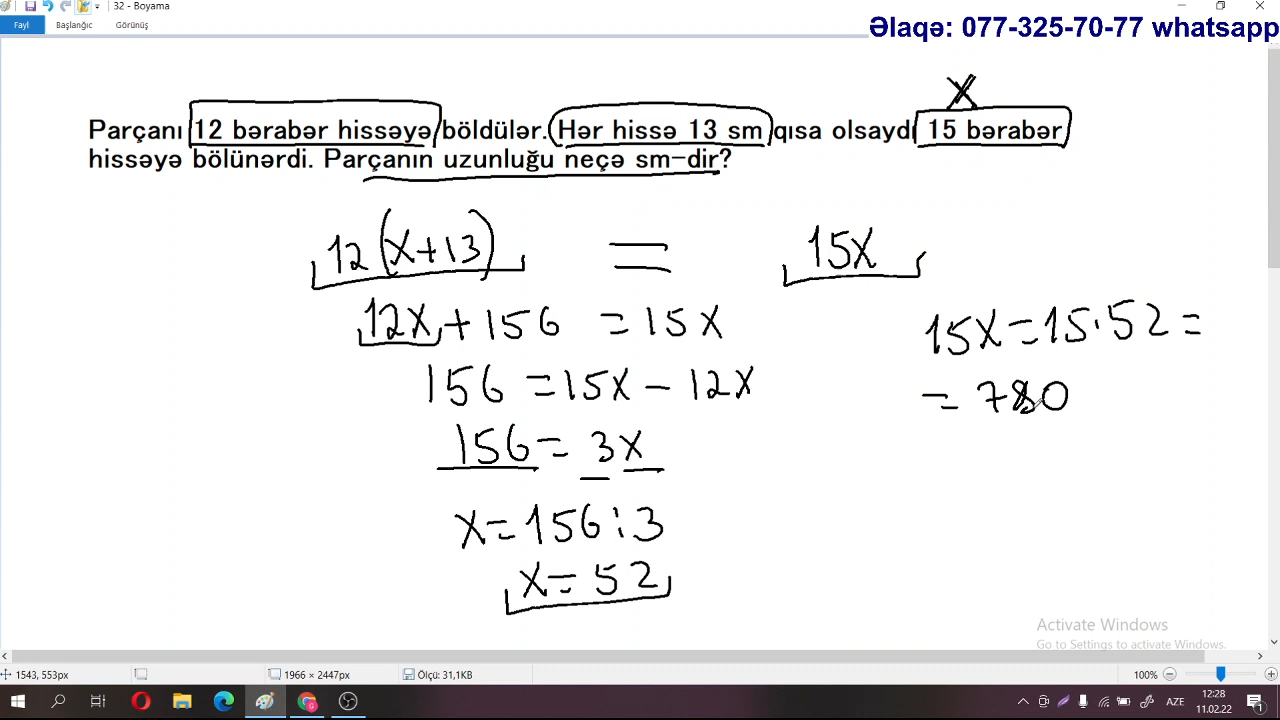 32 - Boyama
Fayl Başlanğıc Görünüş
Əlaqə: 077-325-70-77 whatsapp
X
Parçanı 12 bərabər hissəyə böldülər. Hər hissə 13 sm qısa olsaydı 15 bərabər
hissəyə bölünərdi. Parçanın uzunluğu neçə sm-dir?
12(x+13) = 15x
12x+156 =15x
156 =15x - 12x
156= 3x
x=156:3
x=52
15x=15·52=
=780
Activate Windows
Go to Settings to activate Windows.
1543, 553px 1966 × 2447px Ölçü: 31,1KB 100%
AZE
12:28
11.02.22
1